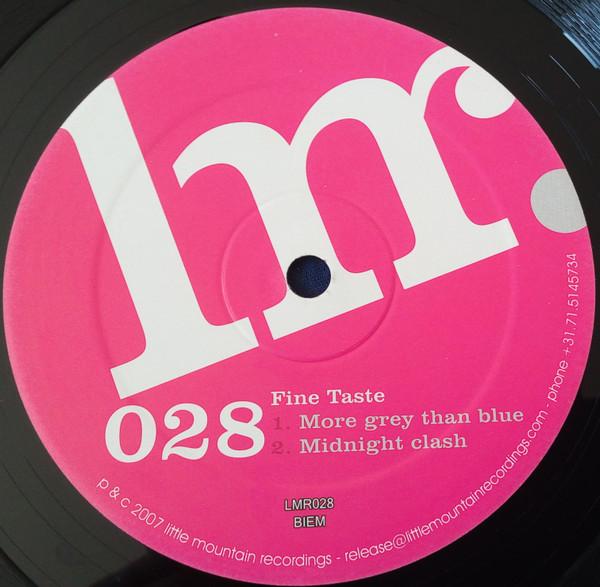 lmr.
028
Fine Taste
1. More grey than blue
2. Midnight clash
LMR028
BIEM
p & c 2007 little mountain recordings - release@littlemountainrecordings.com - phone +31.71.5145734